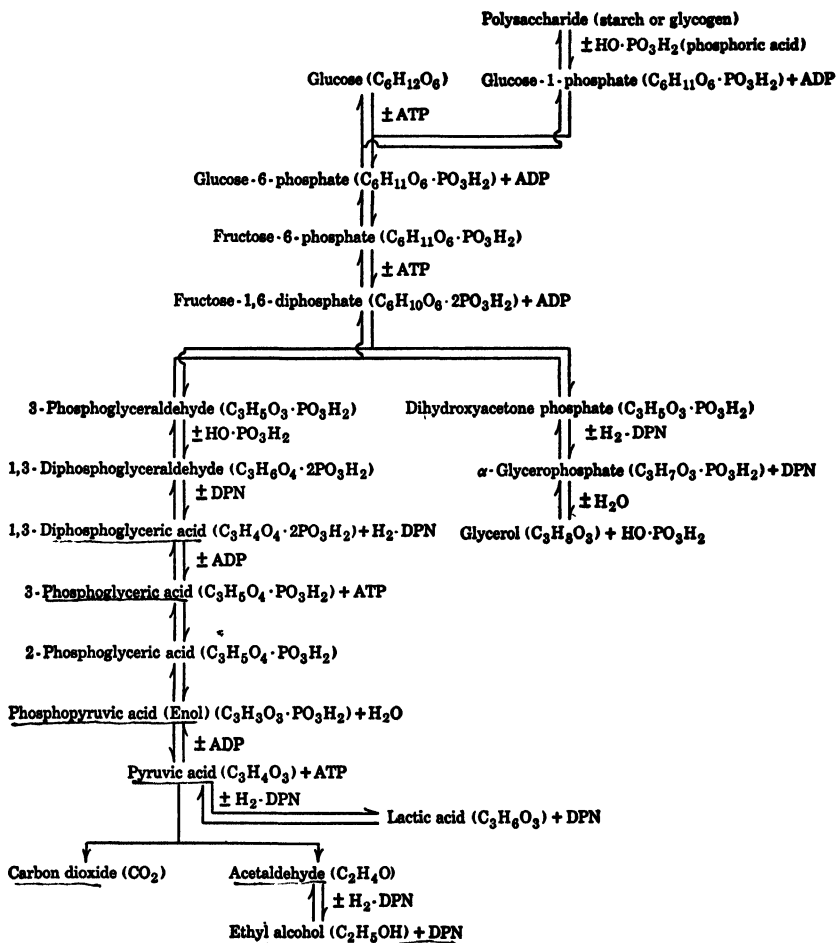 Polysaccharide (starch or glycogen)
±HO·PO₃H₂(phosphoric acid)
Glucose (C₆H₁₂O₆)
Glucose-1-phosphate (C₆H₁₁O₆·PO₃H₂) + ADP
±ATP
Glucose-6-phosphate (C₆H₁₁O₆·PO₃H₂) + ADP
Fructose-6-phosphate (C₆H₁₁O₆·PO₃H₂)
±ATP
Fructose-1,6-diphosphate (C₆H₁₀O₆·2PO₃H₂) + ADP
3-Phosphoglyceraldehyde (C₃H₅O₃·PO₃H₂)
±HO·PO₃H₂
1,3-Diphosphoglyceraldehyde (C₃H₆O₄·2PO₃H₂)
±DPN
1,3-Diphosphoglyceric acid (C₃H₄O₄·2PO₃H₂)+H₂·DPN
±ADP
3-Phosphoglyceric acid (C₃H₅O₄·PO₃H₂) + ATP
2-Phosphoglyceric acid (C₃H₅O₄·PO₃H₂)
Phosphopyruvic acid (Enol) (C₃H₃O₃·PO₃H₂)+H₂O
±ADP
Pyruvic acid (C₃H₄O₃) + ATP
±H₂·DPN
Dihydroxyacetone phosphate (C₃H₅O₃·PO₃H₂)
±H₂·DPN
α-Glycerophosphate (C₃H₇O₃·PO₃H₂)+DPN
±H₂O
Glycerol (C₃H₈O₃) + HO·PO₃H₂
Lactic acid (C₃H₆O₃) + DPN
Carbon dioxide (CO₂)
Acetaldehyde (C₂H₄O)
±H₂·DPN
Ethyl alcohol (C₂H₅OH) + DPN